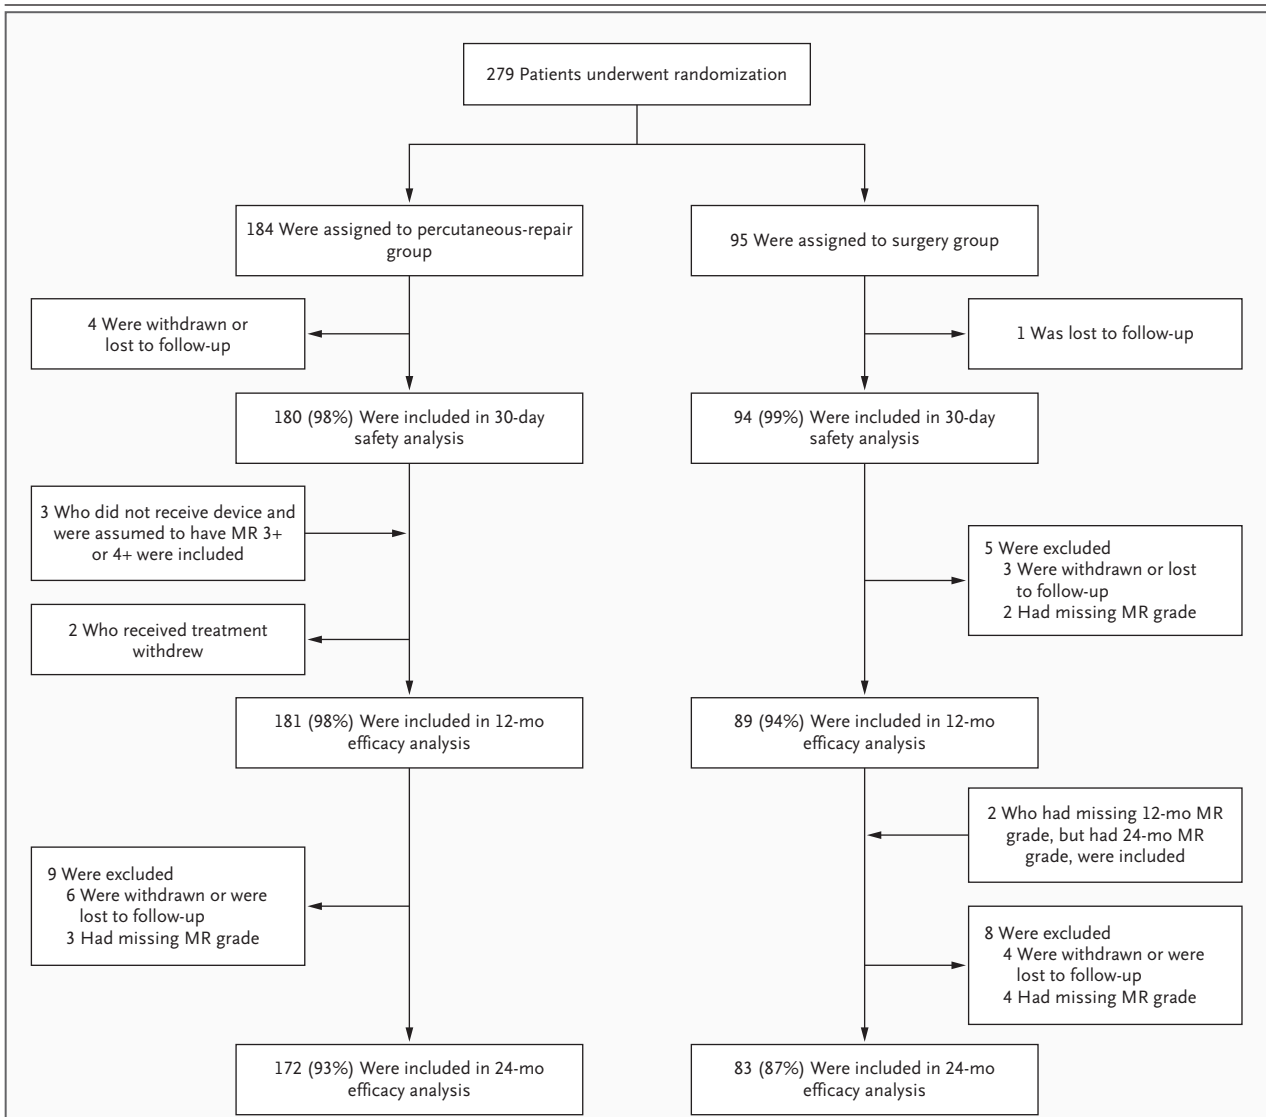 279 Patients underwent randomization
184 Were assigned to percutaneous-repair
group
95 Were assigned to surgery group
4 Were withdrawn or
lost to follow-up
1 Was lost to follow-up
180 (98%) Were included in 30-day
safety analysis
94 (99%) Were included in 30-day
safety analysis
3 Who did not receive device and
were assumed to have MR 3+
or 4+ were included
5 Were excluded
3 Were withdrawn or lost
to follow-up
2 Had missing MR grade
2 Who received treatment
withdrew
181 (98%) Were included in 12-mo
efficacy analysis
89 (94%) Were included in 12-mo
efficacy analysis
2 Who had missing 12-mo MR
grade, but had 24-mo MR
grade, were included
9 Were excluded
6 Were withdrawn or were
lost to follow-up
3 Had missing MR grade
8 Were excluded
4 Were withdrawn or were
lost to follow-up
4 Had missing MR grade
172 (93%) Were included in 24-mo
efficacy analysis
83 (87%) Were included in 24-mo
efficacy analysis